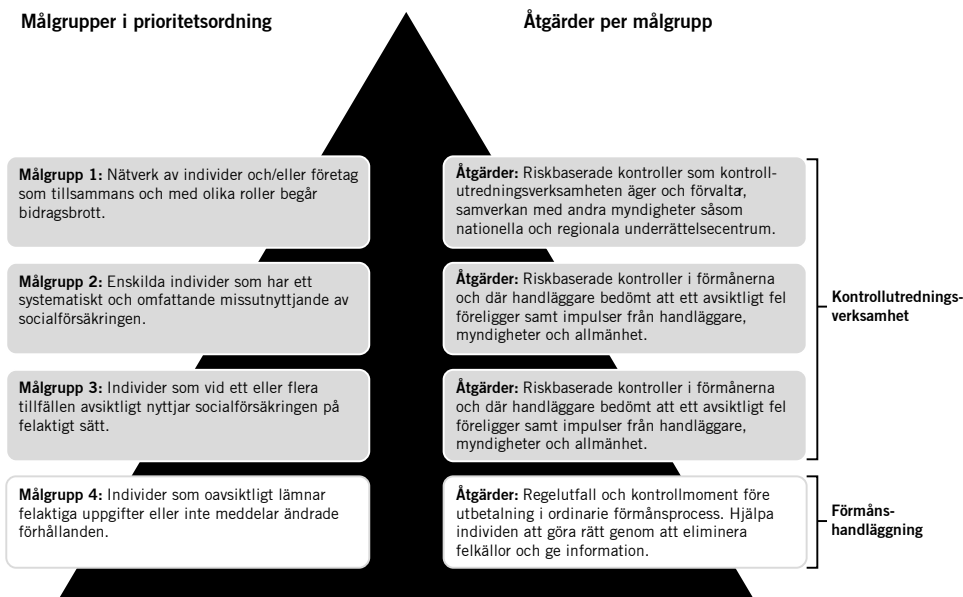 Målgrupper i prioritetsordning
Åtgärder per målgrupp
Målgrupp 1: Nätverk av individer och/eller företag
som tillsammans och med olika roller begår
bidragsbrott.
Åtgärder: Riskbaserade kontroller som kontroll-
utredningsverksamheten äger och förvaltar,
samverkan med andra myndigheter såsom
nationella och regionala underrättelsecentrum.
Målgrupp 2: Enskilda individer som har ett
systematiskt och omfattande missutnyttjande av
socialförsäkringen.
Åtgärder: Riskbaserade kontroller i förmånerna
och där handläggare bedömt att ett avsiktligt fel
föreligger samt impulser från handläggare,
myndigheter och allmänhet.
Målgrupp 3: Individer som vid ett eller flera
tillfällen avsiktligt nyttjar socialförsäkringen på
felaktigt sätt.
Åtgärder: Riskbaserade kontroller i förmånerna
och där handläggare bedömt att ett avsiktligt fel
föreligger samt impulser från handläggare,
myndigheter och allmänhet.
Kontrollutrednings-
verksamhet
Målgrupp 4: Individer som oavsiktligt lämnar
felaktiga uppgifter eller inte meddelar ändrade
förhållanden.
Åtgärder: Regelutfall och kontrollmoment före
utbetalning i ordinarie förmånsprocess. Hjälpa
individen att göra rätt genom att eliminera
felkällor och ge information.
Förmåns-
handläggning